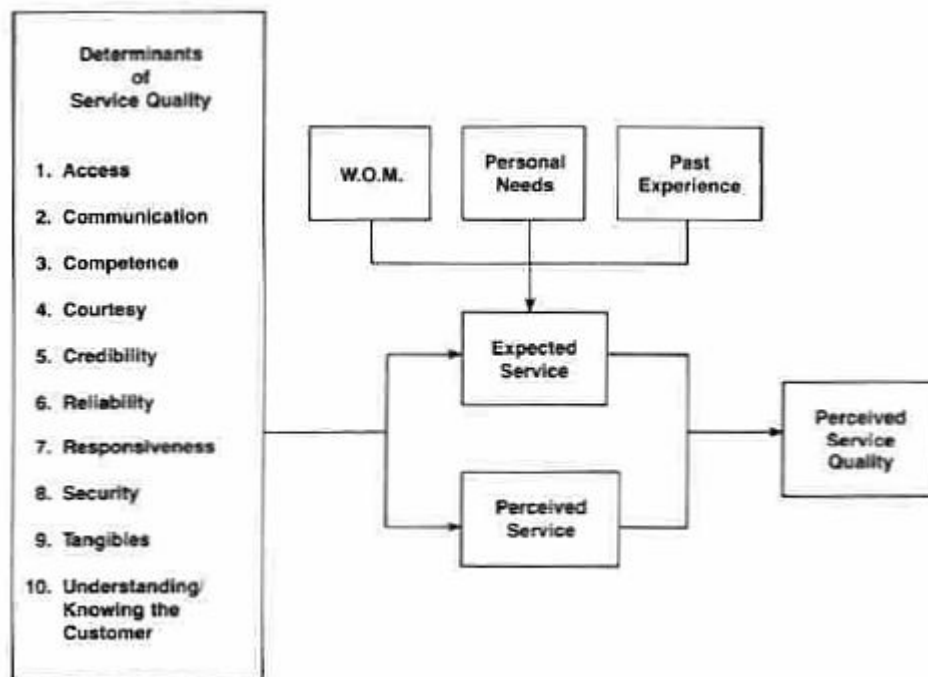 Determinants
of
Service Quality
1. Access
2. Communication
3. Competence
4. Courtesy
5. Credibility
6. Reliability
7. Responsiveness
8. Security
9. Tangibles
10. Understanding/
Knowing the
Customer
W.O.M.
Personal
Needs
Past
Experience
Expected
Service
Perceived
Service
Perceived
Service
Quality